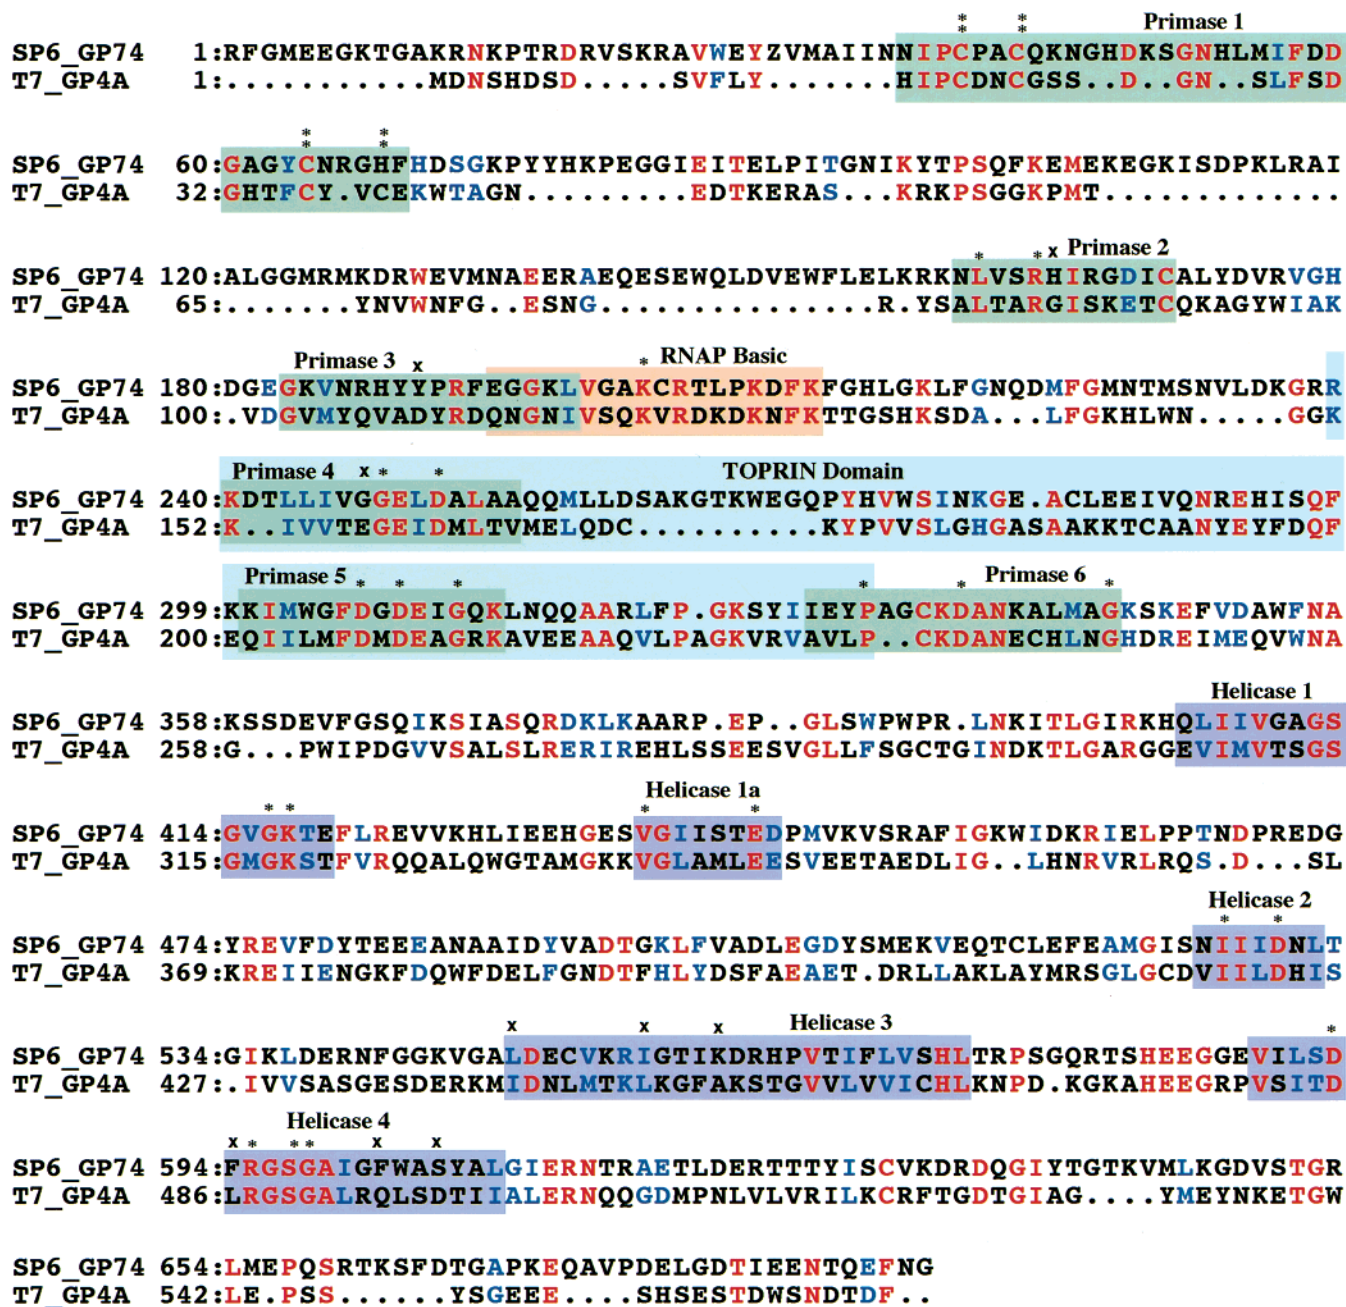 * *
* * Primase 1
SP6_GP74 1:RFGMEEGKTGAKRNKPTRDRVSKRAVWEYZVMAIINNIPCPACQKNGHDKSGNHLMIFDD
T7_GP4A 1:...........MDNSHDSD.....SVFLY.......HIPCDNCGSS..D..GN..SLFSD
* *
* *
SP6_GP74 60:GAGYCNRGHFHDSGKPYYHKPEGGIEITELPITGNIKYTPSQFKEMEKEGKISDPKLRAI
T7_GP4A 32:GHTFCY.VCEKWTAGN.........EDTKERAS...KRKPSGGKPMT.............
* * x Primase 2
SP6_GP74 120:ALGGMRMKDRWEVMNAEERAEQESEWQLDVEWFLELKRKNLVSRHIRGDICALYDVRVGH
T7_GP4A 65:.......YNVWNFG..ESNG...............R.YSALTARGISKETCQKAGYWIAK
Primase 3 x * RNAP Basic
SP6_GP74 180:DGEGKVNRHYYPRFEGGKLVGAKCRTLPKDFKFGHLGKLFGNQDMFGMNTMSNVLDKGRR
T7_GP4A 100:.VDGVMYQVADYRDQNGNIVSQKVRDKDKNFKTTGSHKSDA...LFGKHLWN.....GGK
Primase 4 x * * TOPRIN Domain
SP6_GP74 240:KDTLLIVGGELDALAAQQMLLDSAKGTKWEGQPYHVWSINKGE.ACLEEIVQNREHISQF
T7_GP4A 152:K..IVVTEGEIDMLTVMELQDC..........KYPVVSLGHGASAAKKTCAANYEYFDQF
Primase 5 * * * * * Primase 6 *
SP6_GP74 299:KKIMWGFDGDEIGQKLNQQAARLFP.GKSYIIEYPAGCKDANKALMAGKSKEFVDAWFNA
T7_GP4A 200:EQIILMFDMDEAGRKAVEEAAQVLPAGKVRVAVLP..CKDANECHLNGHDREIMEQVWNA
Helicase 1
SP6_GP74 358:KSSDEVFGSQIKSIASQRDKLKAARP.EP..GLSWPWPR.LNKITLGIRKHQLIIVGAGS
T7_GP4A 258:G...PWIPDGVVSALSLRERIREHLSSEESVGLLFSGCTGINDKTLGARGGEVIMVTSGS
* * Helicase 1a
* *
SP6_GP74 414:GVGKTEFLREVVKHLIEEHGESVGIISTEDPMVKVSRAFIGKWIDKRIELPPTNDPREDG
T7_GP4A 315:GMGKSTFVRQQALQWGTAMGKKVGLAMLEESVEETAEDLIG..LHNRVRLRQS.D...SL
Helicase 2
* *
SP6_GP74 474:YREVFDYTEEEANAAIDYVADTGKLFVADLEGDYSMEKVEQTCLEFEAMGISNIIIDNLT
T7_GP4A 369:KREIIENGKFDQWFDELFGNDTFHLYDSFAEAET.DRLLAKLAYMRSGLGCDVIILDHIS
x x x Helicase 3 *
SP6_GP74 534:GIKLDERNFGGKVGALDECVKRIGTIKDRHPVTIFLVSHLTRPSGQRTSHEEGGEVILSD
T7_GP4A 427:.IVVSASGESDERKMIDNLMTKLKGFAKSTGVVLVVICHLKNPD.KGKAHEEGRPVSITD
Helicase 4
x * * * x x
SP6_GP74 594:FRGSGAIGFWASYALGIERNTRAETLDERTTTYISCVKDRDQGIYTGTKVMLKGDVSTGR
T7_GP4A 486:LRGSGALRQLSDTIIALERNQQGDMPNLVLVRILKCRFTGDTGIAG....YMEYNKETGW
SP6_GP74 654:LMEPQSRTKSFDTGAPKEQAVPDELGDTIEENTQEFNG
T7_GP4A 542:LE.PSS......YSGEEE....SHSESTDWSNDTDF..